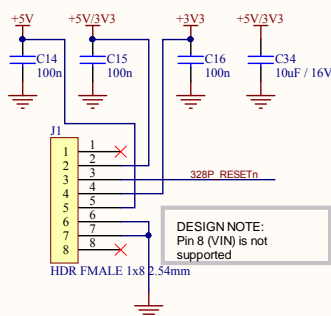 +5V +5V/3V3 +3V3 +5V/3V3
C14 C15 C16 C34
100n 100n 100n 10uF / 16V
J1
1 1
2 2
3 3 328P_RESETn
4 4
5 5
6 6
7 7
8 8
DESIGN NOTE:
Pin 8 (VIN) is not
supported
HDR FMALE 1x8 2.54mm